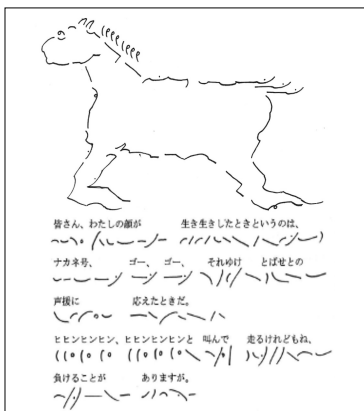 皆さん、わたしの顔が 生き生きしたときというのは、
ナカネ号、 ゴー、 ゴー、 それゆけ とばせとの
声援に 応えたときだ。
ヒヒンヒンヒン、ヒヒンヒンヒンと 叫んで 走るけれどもね、
負けることが ありますが。